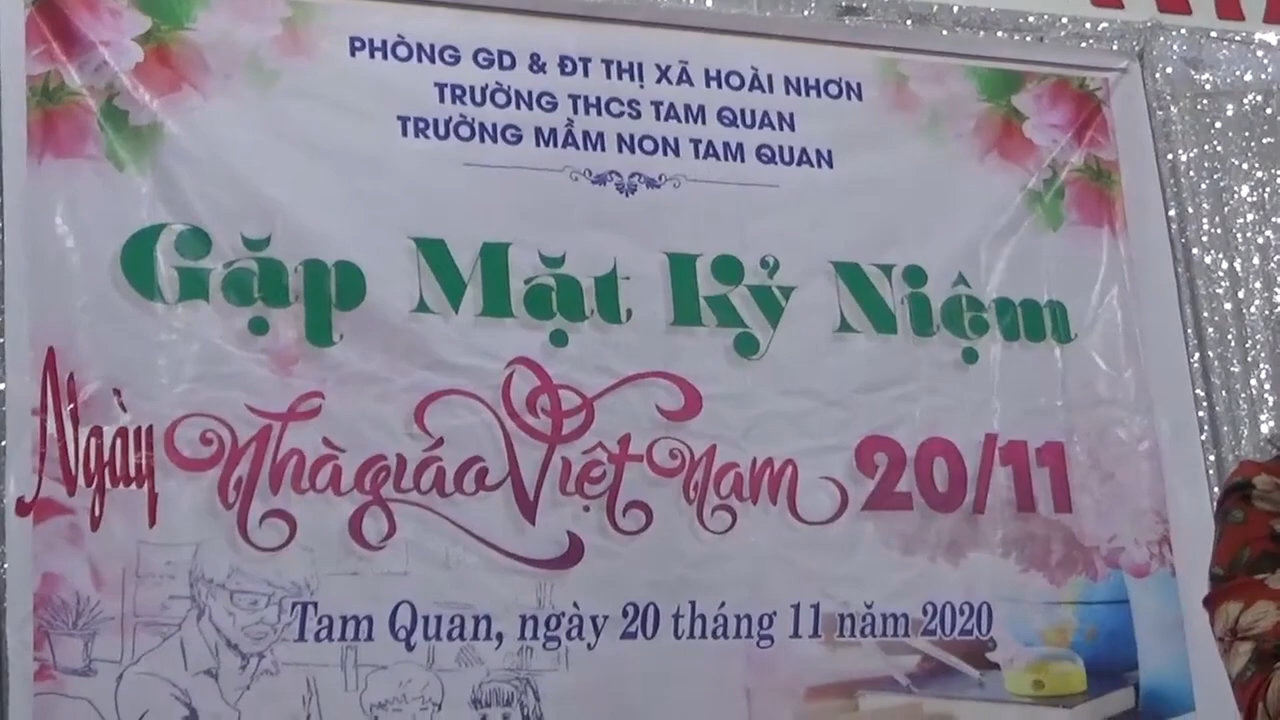 PHÒNG GD & ĐT THỊ XÃ HOÀI NHƠN
TRƯỜNG THCS TAM QUAN
TRƯỜNG MẦM NON TAM QUAN
Gặp Mặt Kỷ Niệm
Ngày Nhà giáo Việt Nam 20/11
Tam Quan, ngày 20 tháng 11 năm 2020